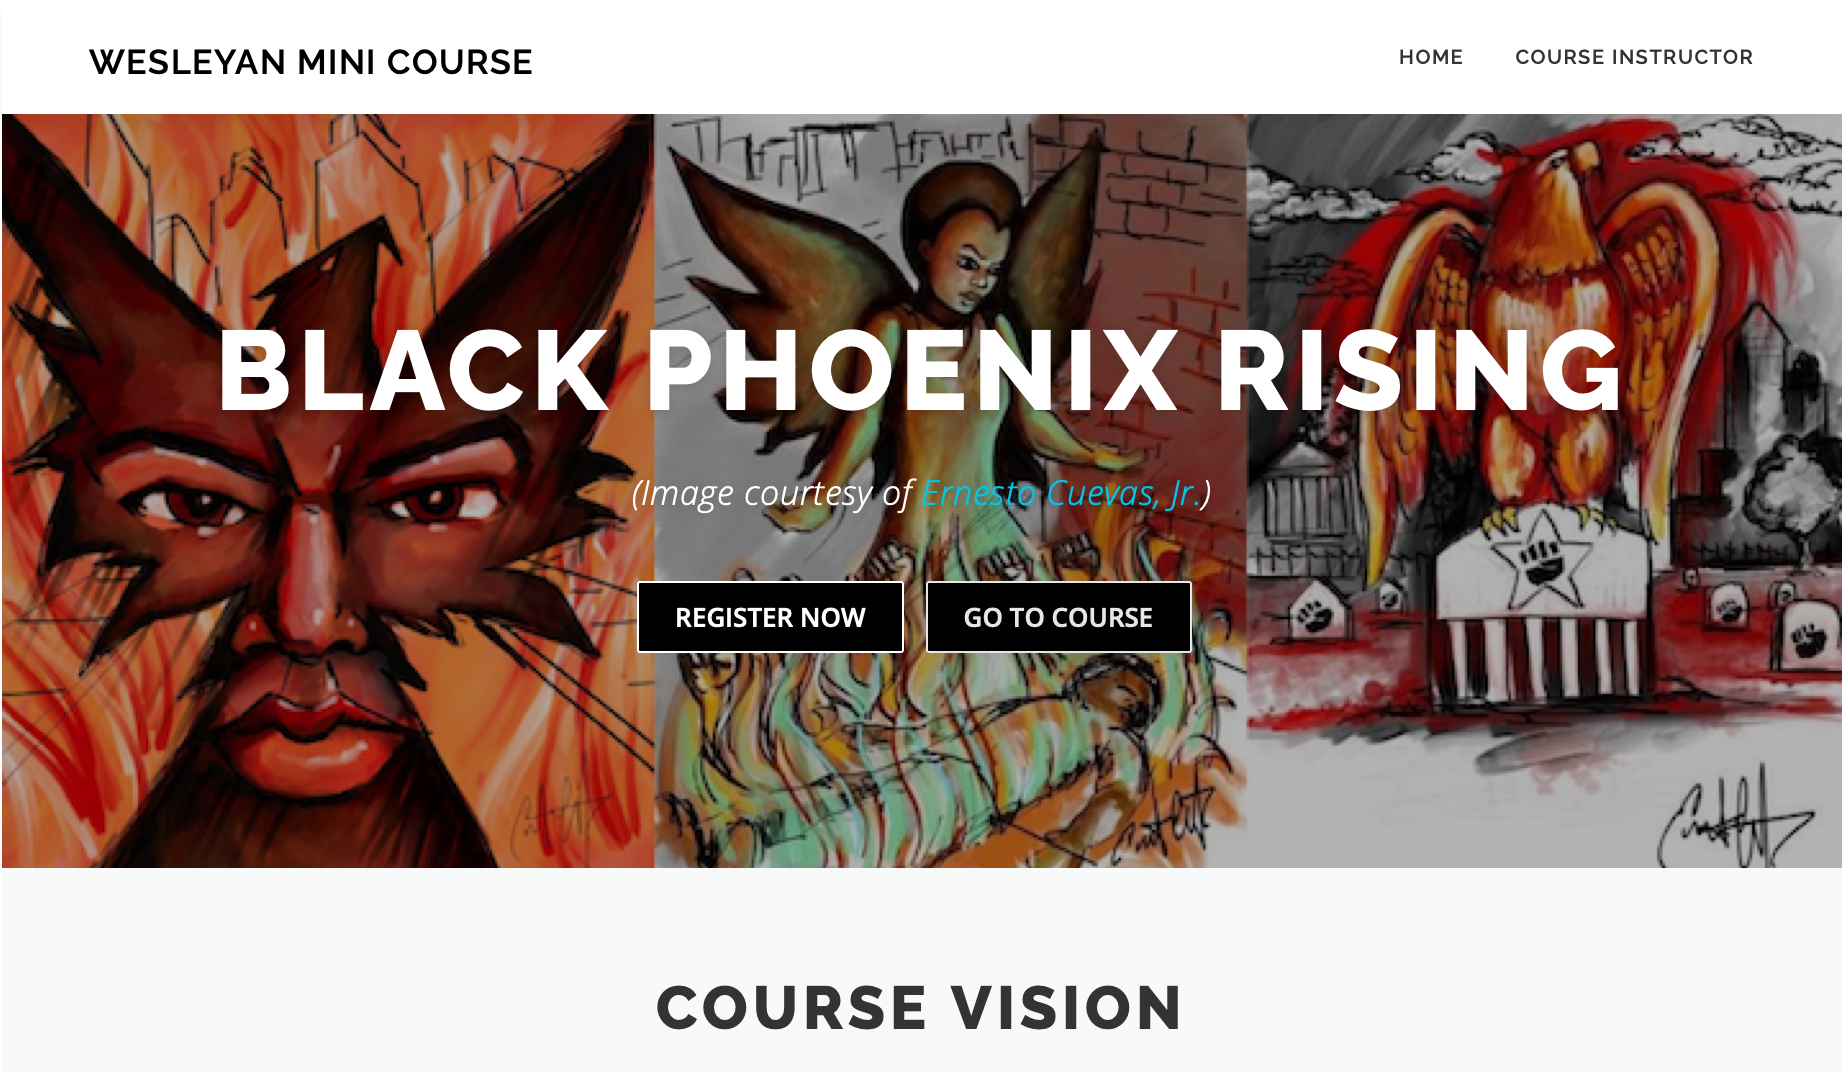 WESLEYAN MINI COURSE
HOME
COURSE INSTRUCTOR
BLACK PHOENIX RISING
(Image courtesy of Ernesto Cuevas, Jr.)
REGISTER NOW
GO TO COURSE
COURSE VISION